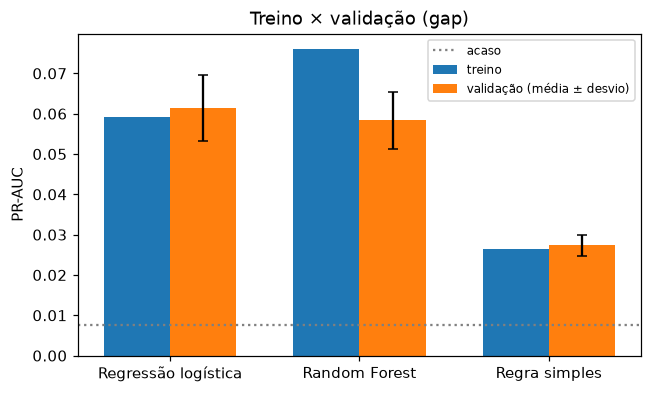 Treino × validação (gap)
acaso
treino
validação (média ± desvio)
PR-AUC
0.07
0.06
0.05
0.04
0.03
0.02
0.01
0.00
Regressão logística
Random Forest
Regra simples